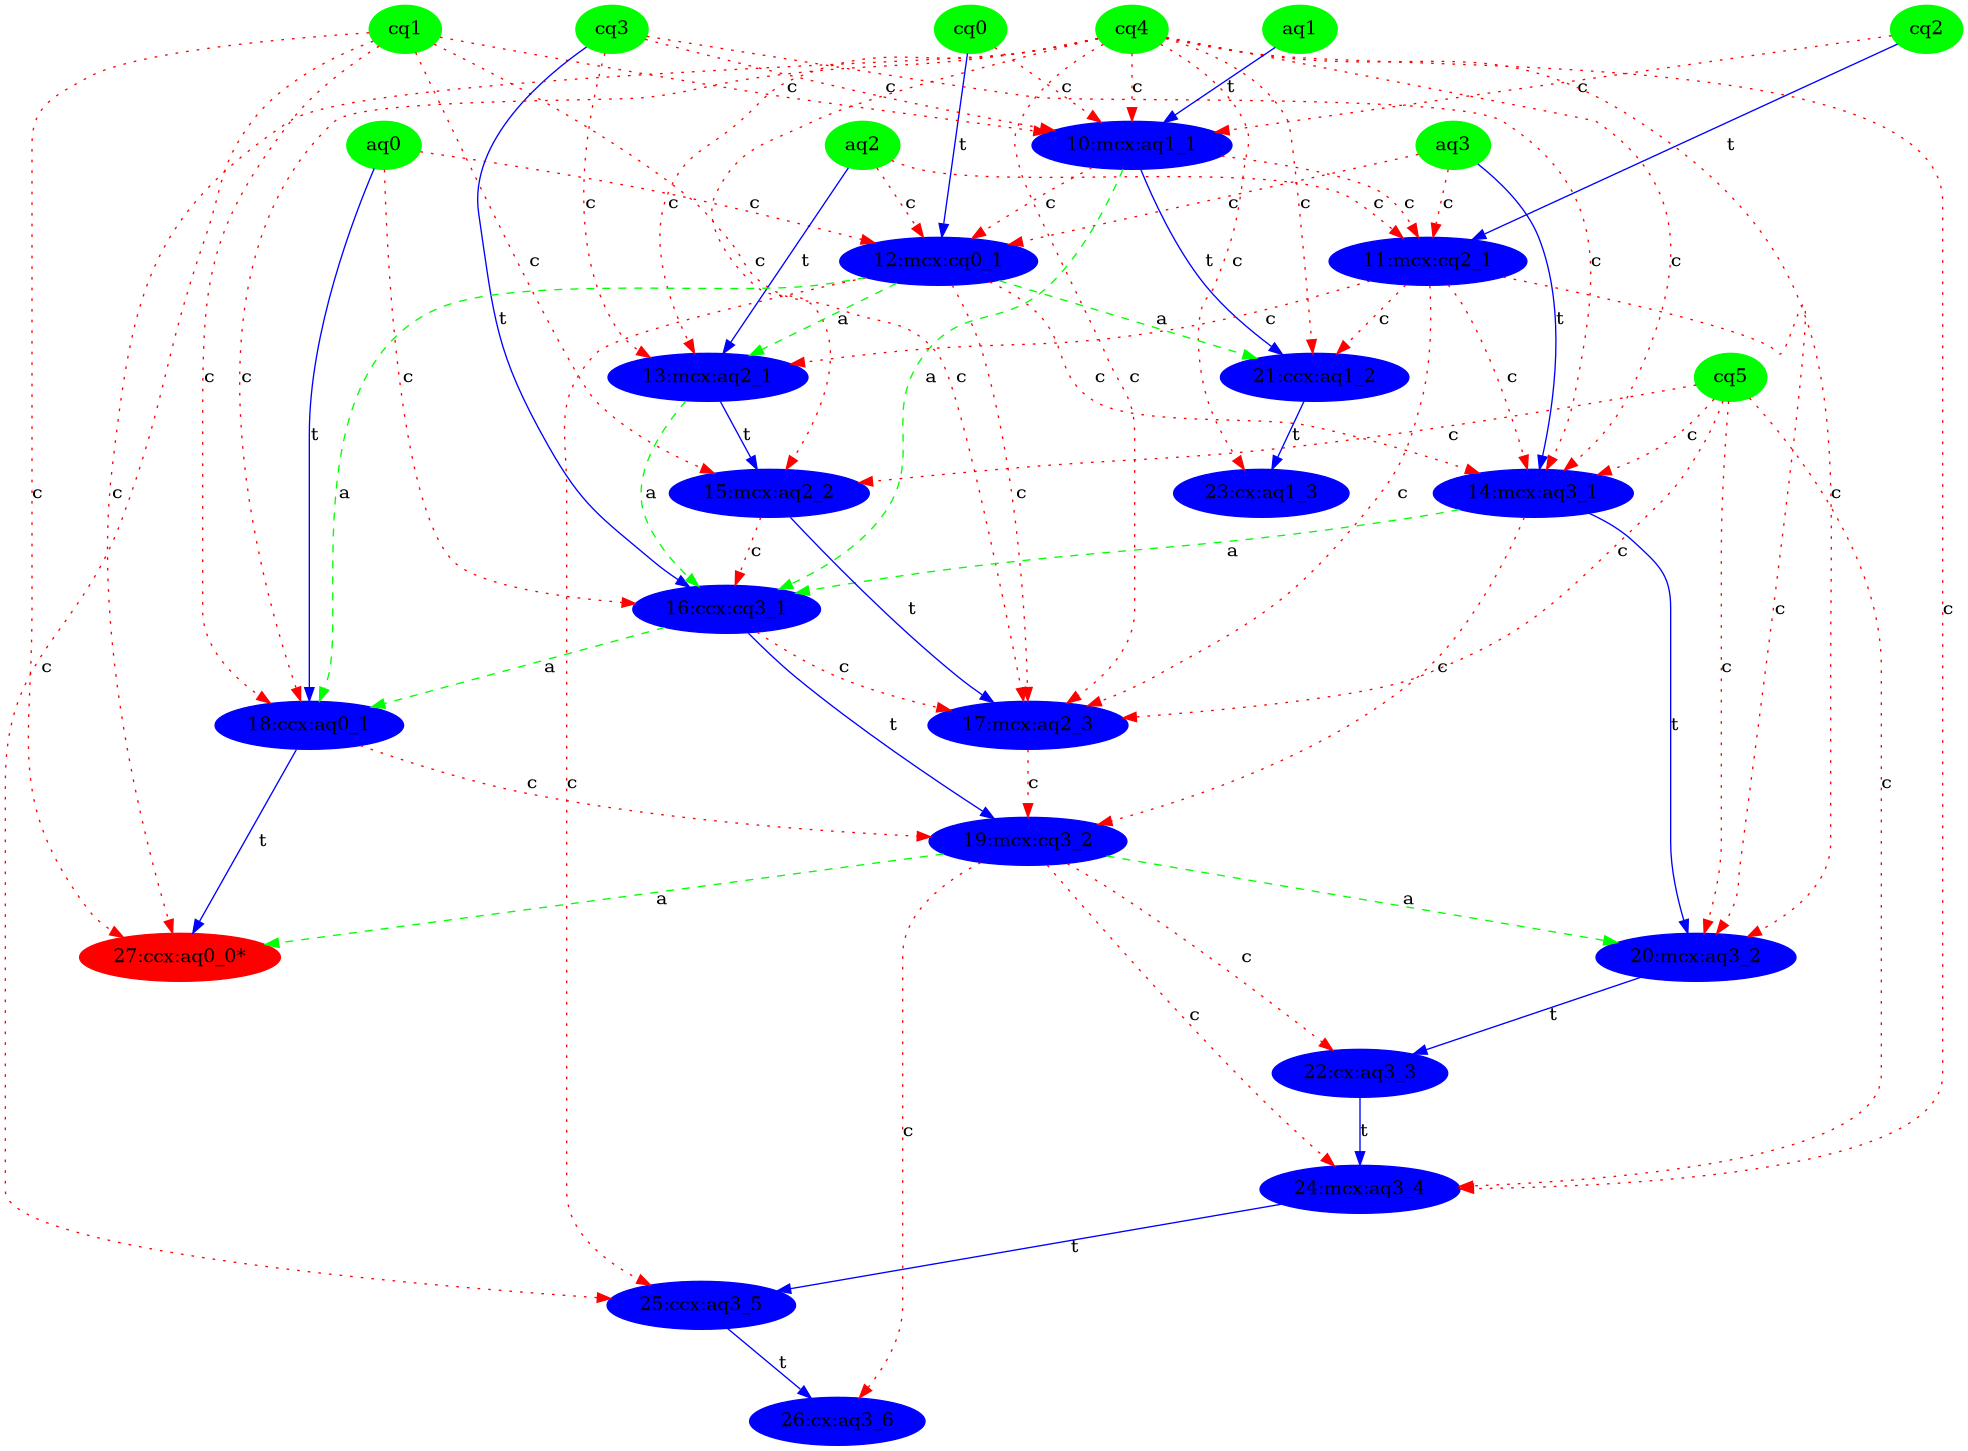 cq1 cq3 cq0 cq4 aq1 cq2
c c c t c
aq0 aq2 10:mcx:aq1_1 aq3
t
t
c c c c c c c c c c c
12:mcx:cq0_1 11:mcx:cq2_1
c c t c t c c
t a a c c t
13:mcx:aq2_1 21:ccx:aq1_2 cq5
c c c a c c c
t t c t c c
15:mcx:aq2_2 23:cx:aq1_3 14:mcx:aq3_1
c c a a c c c
c a c
16:ccx:cq3_1 t c c
c a c c c
18:ccx:aq0_1 t 17:mcx:aq2_3 t
c c c c
19:mcx:cq3_2
t a a
27:ccx:aq0_0* 20:mcx:aq3_2
c
c t
22:cx:aq3_3
c t
24:mcx:aq3_4
t
25:ccx:aq3_5
t
26:cx:aq3_6